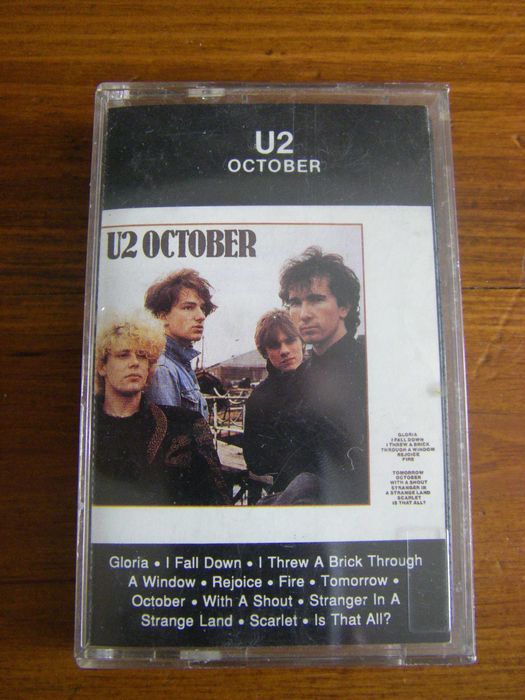 U2
OCTOBER
U2 OCTOBER
GLORIA
I FALL DOWN
I THREW A BRICK
THROUGH A WINDOW
REJOICE
FIRE
TOMORROW
OCTOBER
WITH A SHOUT
STRANGER IN
A STRANGE LAND
SCARLET
IS THAT ALL?
Gloria • I Fall Down • I Threw A Brick Through
A Window • Rejoice • Fire • Tomorrow •
October • With A Shout • Stranger In A
Strange Land • Scarlet • Is That All?